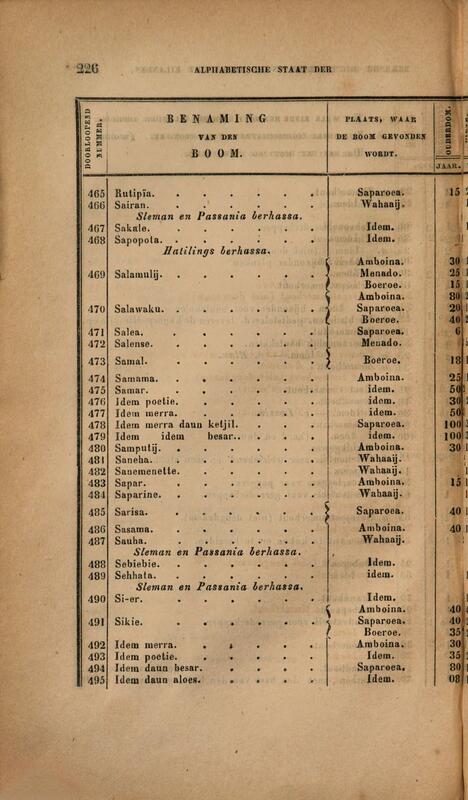 226 ALPHABETISCHE STAAT DER
DOORLOOPEND NUMMER. BENAMING VAN DEN BOOM. PLAATS, WAAR DE BOOM GEVONDEN WORDT. OUDERDOM. JAAR.
465 Rutipïa. Saparoea. 15
466 Sairan. Wahaaij.
Sleman en Passania berhassa.
467 Sakale. Idem.
468 Sapopota. Idem.
Hatilings berhassa.
Amboina. 30
469 Salamulij. Menado. 25
Boeroe. 15
Amboina. 80
470 Salawaku. Saparoea. 20
Boeroe. 40
471 Salea. Saparoea. 6
472 Salense. Menado.
473 Samal. Boeroe. 18
474 Samama. Amboina. 25
475 Samar. idem. 50
476 Idem poetie. idem. 30
477 Idem merra. idem. 50
478 Idem merra daun ketjil. Saparoea. 100
479 Idem idem besar. idem. 100
480 Samputij. Amboina. 30
481 Saneha. Wahaaij.
482 Sanemenette. Wahaaij.
483 Sapar. Amboina. 15
484 Saparine. Wahaaij.
485 Sarisa. Saparoea. 40
486 Sasama. Amboina. 40
487 Sauha. Wahaaij.
Sleman en Passania berhassa.
488 Sebiebie. Idem.
489 Sehhata. idem.
Sleman en Passania berhassa.
490 Si-er. Idem.
Amboina. 40
491 Sikie. Saparoea. 40
Boeroe. 35
492 Idem merra. Amboina. 30
493 Idem poetie. Idem. 35
494 Idem daun besar. Saparoea. 80
495 Idem daun aloes. Idem. 08